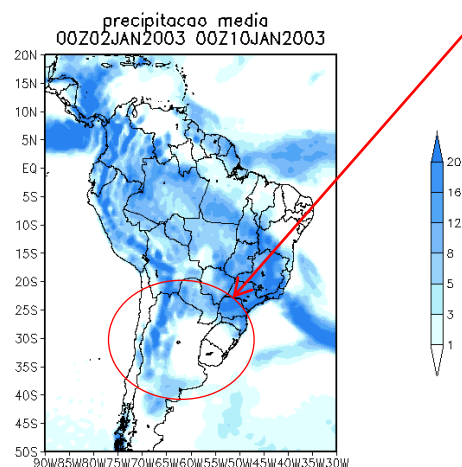 precipitacao media
00Z02JAN2003 00Z10JAN2003
20N
15N
10N
5N
EQ
5S
10S
15S
20S
25S
30S
35S
40S
45S
50S
90W85W80W75W70W65W60W55W50W45W40W35W30W
20
16
12
8
5
3
1